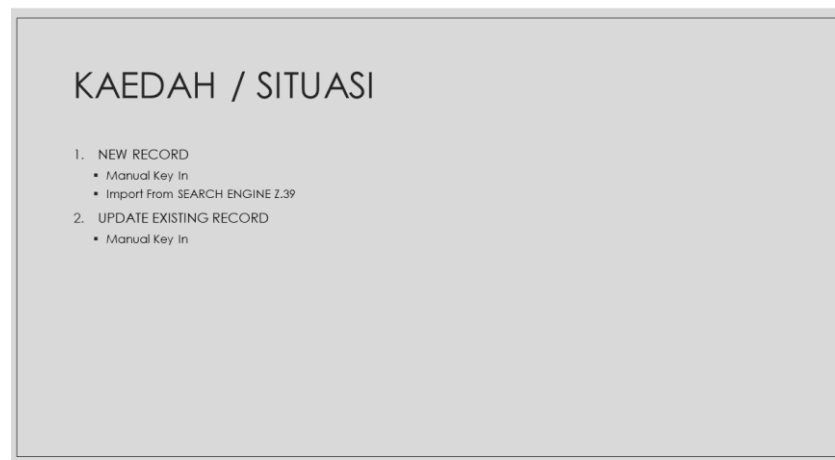 KAEDAH / SITUASI
1. NEW RECORD
▪ Manual Key In
▪ Import From SEARCH ENGINE Z.39
2. UPDATE EXISTING RECORD
▪ Manual Key In